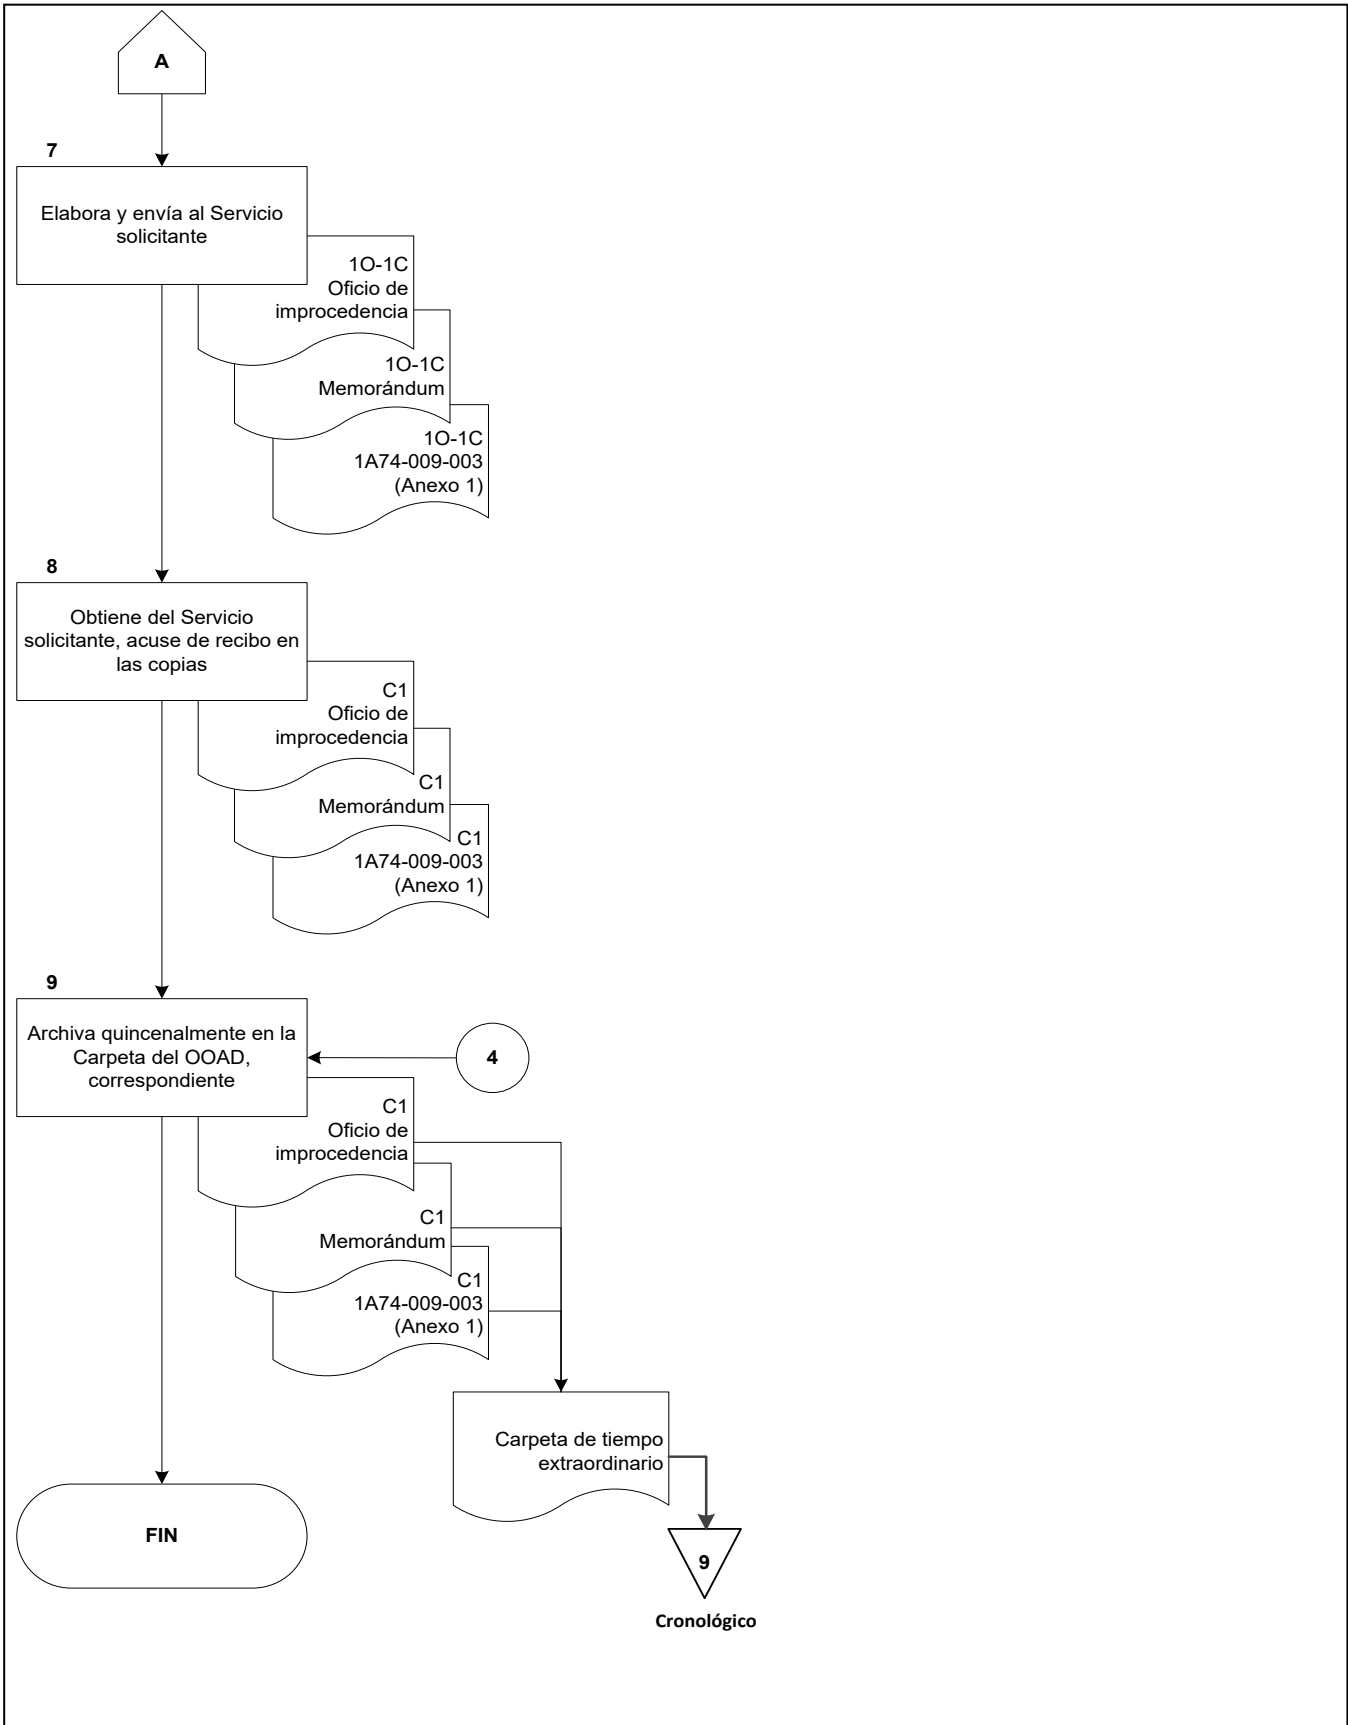 A
7
Elabora y envía al Servicio
solicitante
1O-1C
Oficio de
improcedencia
1O-1C
Memorándum
1O-1C
1A74-009-003
(Anexo 1)
8
Obtiene del Servicio
solicitante, acuse de recibo en
las copias
C1
Oficio de
improcedencia
C1
Memorándum
C1
1A74-009-003
(Anexo 1)
9
Archiva quincenalmente en la
Carpeta del OOAD,
correspondiente
4
C1
Oficio de
improcedencia
C1
Memorándum
C1
1A74-009-003
(Anexo 1)
Carpeta de tiempo
extraordinario
FIN
9
Cronológico